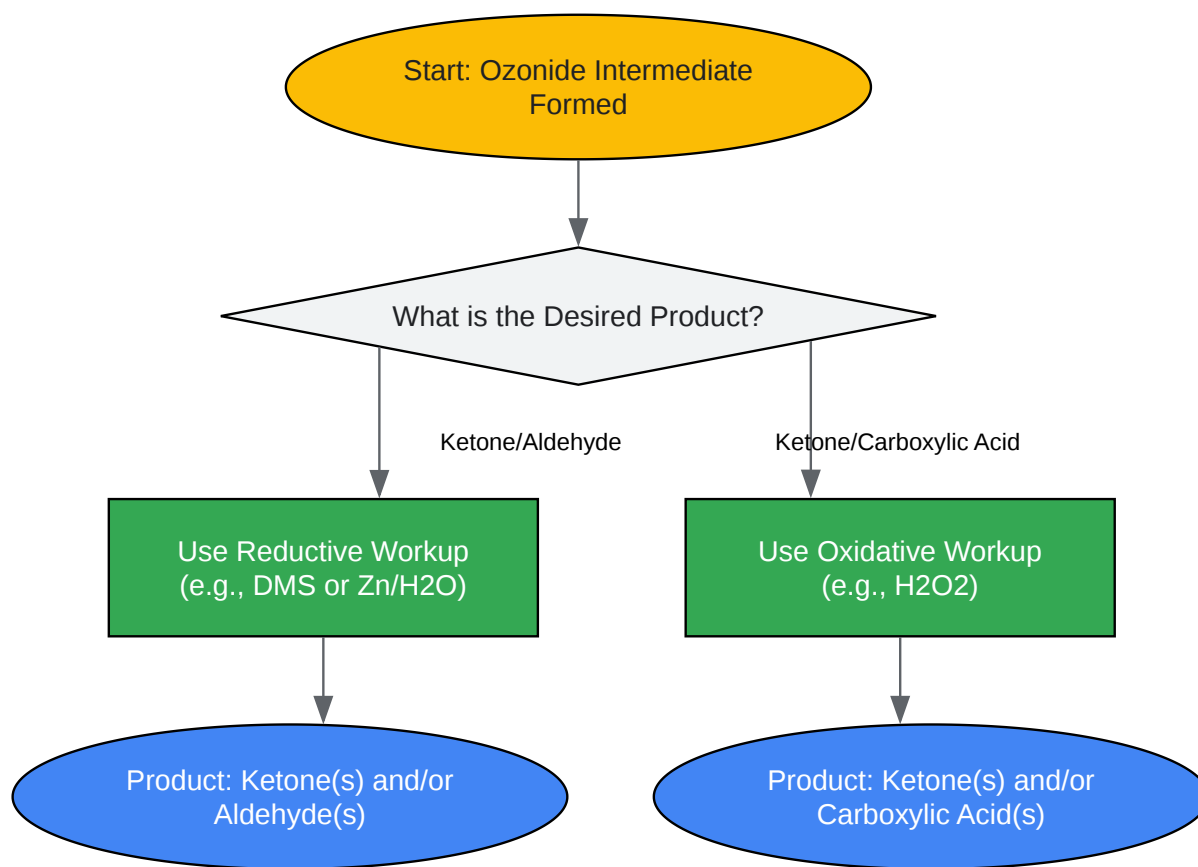 Start: Ozonide Intermediate
Formed
What is the Desired Product?
Ketone/Aldehyde
Ketone/Carboxylic Acid
Use Reductive Workup
(e.g., DMS or Zn/H2O)
Use Oxidative Workup
(e.g., H2O2)
Product: Ketone(s) and/or
Aldehyde(s)
Product: Ketone(s) and/or
Carboxylic Acid(s)